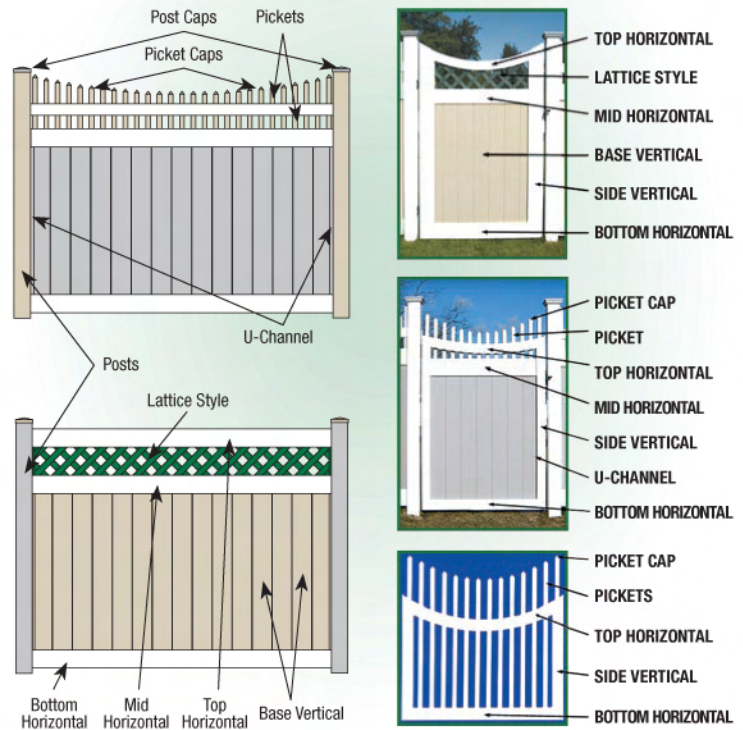 Post Caps
Pickets
Picket Caps
U-Channel
Posts
Lattice Style
Bottom
Horizontal
Mid
Horizontal
Top
Horizontal
Base Vertical
TOP HORIZONTAL
LATTICE STYLE
MID HORIZONTAL
BASE VERTICAL
SIDE VERTICAL
BOTTOM HORIZONTAL
PICKET CAP
PICKET
TOP HORIZONTAL
MID HORIZONTAL
SIDE VERTICAL
U-CHANNEL
BOTTOM HORIZONTAL
PICKET CAP
PICKETS
TOP HORIZONTAL
SIDE VERTICAL
BOTTOM HORIZONTAL